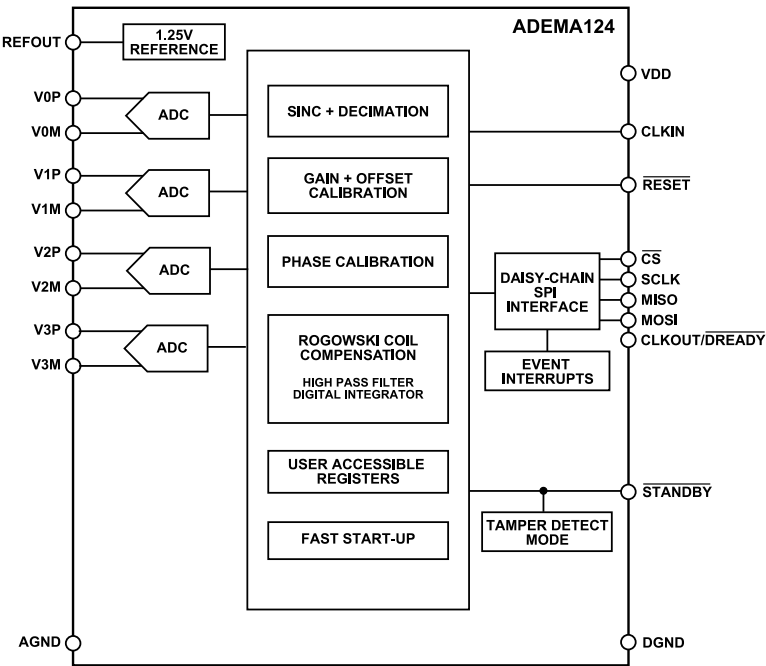 ADEMA124
REFOUT
1.25V
REFERENCE
VDD
V0P
V0M
ADC
SINC + DECIMATION
CLKIN
V1P
V1M
ADC
GAIN + OFFSET
CALIBRATION
RESET
V2P
V2M
ADC
PHASE CALIBRATION
DAISY-CHAIN
SPI
INTERFACE
CS
SCLK
MISO
MOSI
CLKOUT/DREADY
V3P
V3M
ADC
ROGOWSKI COIL
COMPENSATION
HIGH PASS FILTER
DIGITAL INTEGRATOR
EVENT
INTERRUPTS
USER ACCESSIBLE
REGISTERS
STANDBY
TAMPER DETECT
MODE
FAST START-UP
AGND
DGND